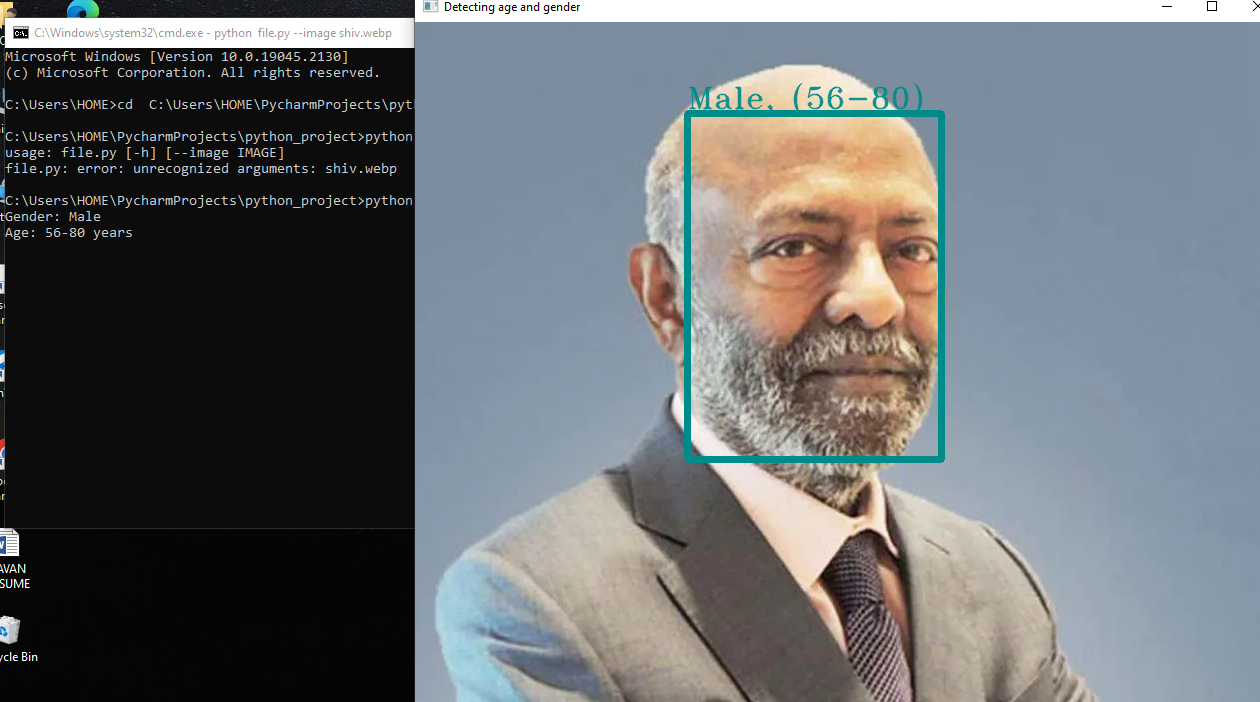 Detecting age and gender
C:\Windows\system32\cmd.exe - python file.py --image shiv.webp
Microsoft Windows [Version 10.0.19045.2130]
(c) Microsoft Corporation. All rights reserved.
C:\Users\HOME>cd C:\Users\HOME\PycharmProjects\pyt
C:\Users\HOME\PycharmProjects\python_project>python
usage: file.py [-h] [--image IMAGE]
file.py: error: unrecognized arguments: shiv.webp
C:\Users\HOME\PycharmProjects\python_project>python
Gender: Male
Age: 56-80 years
Male, (56-80)
AVAN
SUME
ycle Bin